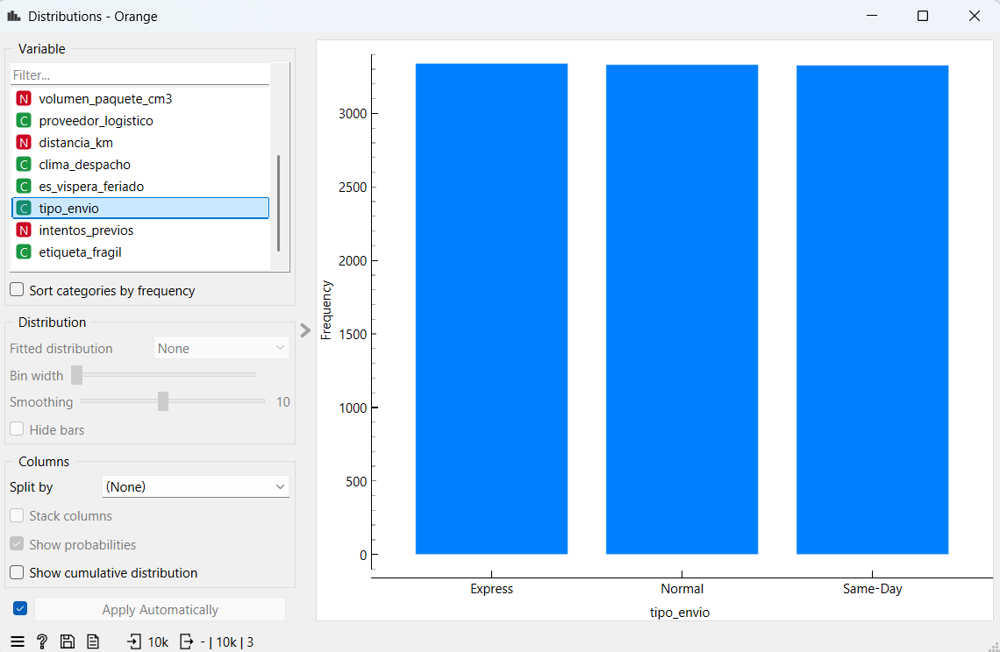 Distributions - Orange
Variable
Filter...
N volumen_paquete_cm3
C proveedor_logistico
N distancia_km
C clima_despacho
C es_vispera_feriado
C tipo_envio
N intentos_previos
C etiqueta_fragil
Sort categories by frequency
Distribution
Fitted distribution None
Bin width
Smoothing 10
Hide bars
Columns
Split by (None)
Stack columns
Show probabilities
Show cumulative distribution
Apply Automatically
? 10k - | 10k | 3
Frequency
3000
2500
2000
1500
1000
500
0
Express Normal Same-Day
tipo_envio